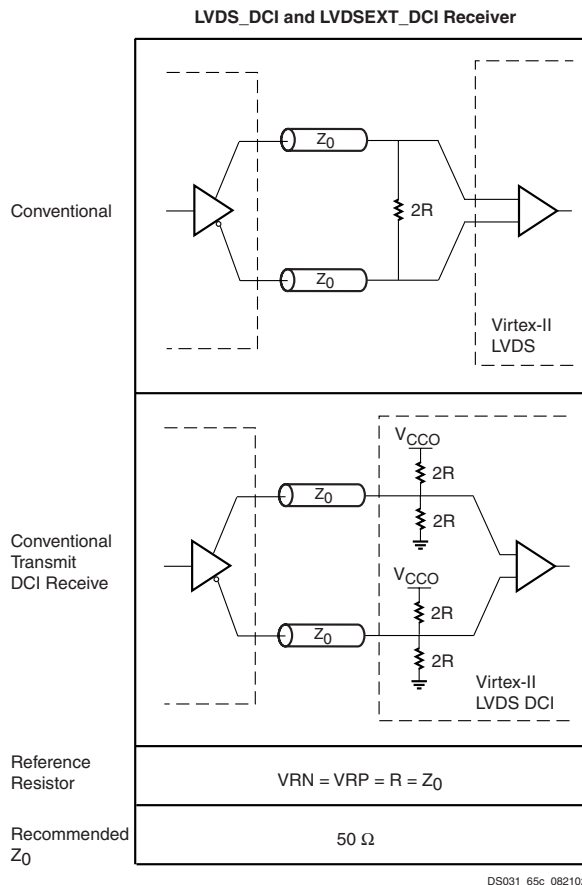 LVDS_DCI and LVDSEXT_DCI Receiver
Conventional
Z0
2R
Z0
Virtex-II
LVDS
Conventional
Transmit
DCI Receive
VCCO
2R
Z0
2R
VCCO
2R
Z0
2R
Virtex-II
LVDS DCI
Reference
Resistor
VRN = VRP = R = Z0
Recommended
Z0
50 Ω
DS031_65c_082102